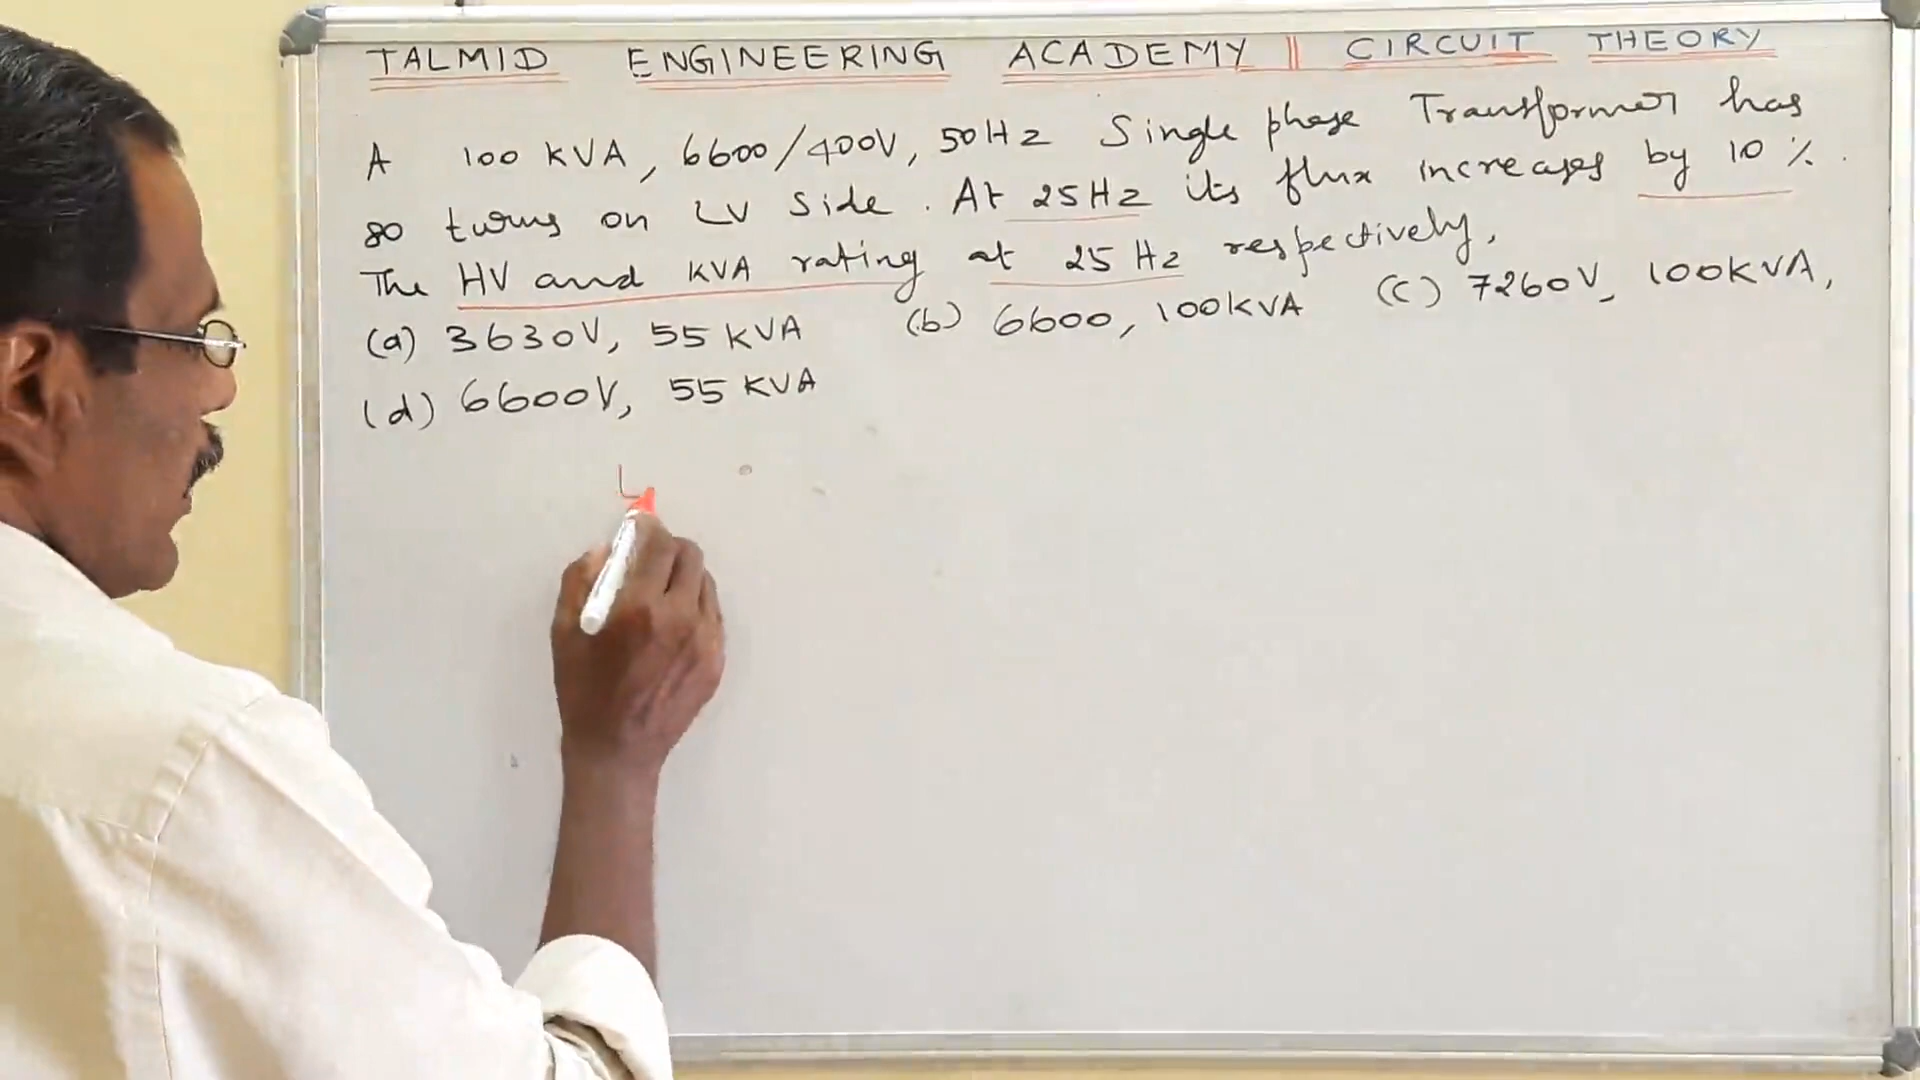 TALMID ENGINEERING ACADEMY || CIRCUIT THEORY
A 100 KVA, 6600/400V, 50Hz Single phase Transformer has
80 turns on LV Side. At 25Hz its flux increases by 10%.
The HV and KVA rating at 25 Hz respectively,
(a) 3630V, 55 KVA (b) 6600, 100KVA (c) 7260V, 100KVA,
(d) 6600V, 55 KVA